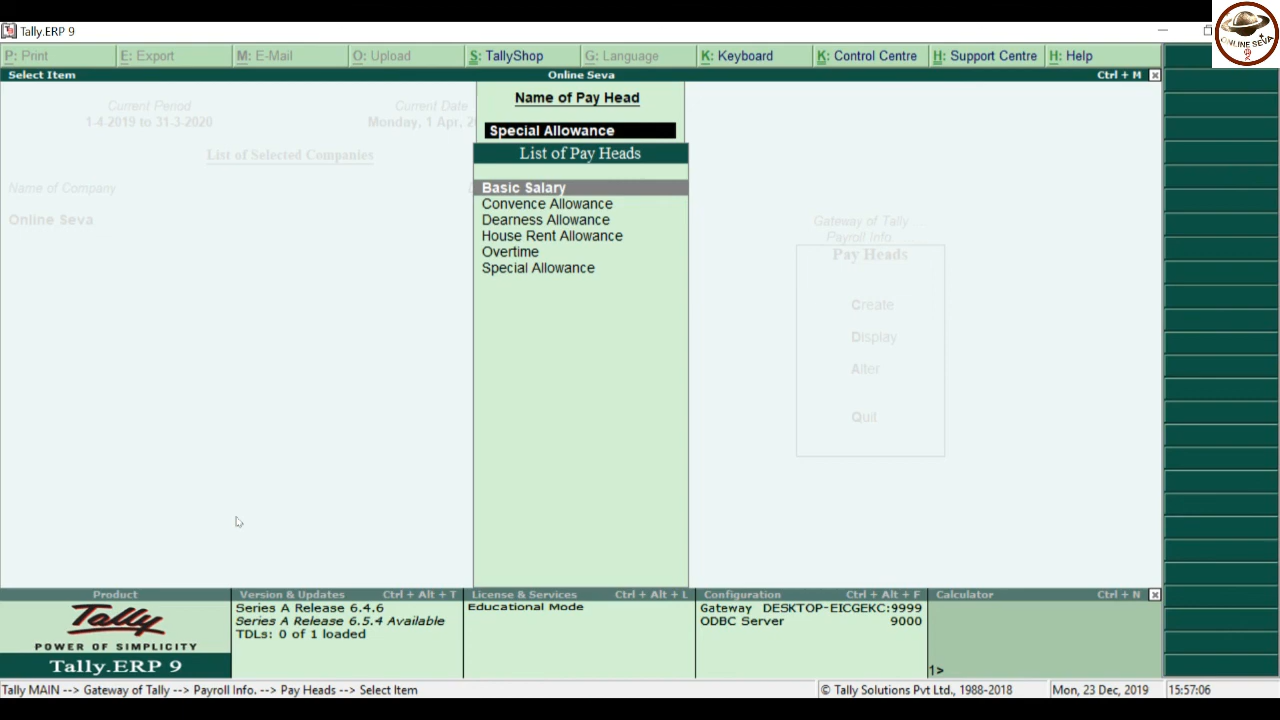 Tally.ERP 9
P: Print
E: Export
M: E-Mail
O: Upload
S: TallyShop
G: Language
K: Keyboard
K: Control Centre
H: Support Centre
H: Help
ONLINE SEVA
Select Item
Online Seva
Ctrl + M
Current Period
1-4-2019 to 31-3-2020
Current Date
Monday, 1 Apr, 2
List of Selected Companies
Name of Company
Online Seva
Name of Pay Head
Special Allowance
List of Pay Heads
Basic Salary
Convence Allowance
Dearness Allowance
House Rent Allowance
Overtime
Special Allowance
Gateway of Tally ...
Payroll Info. ...
Pay Heads
Create
Display
Alter
Quit
Product
Tally
POWER OF SIMPLICITY
Tally.ERP 9
Version & Updates Ctrl + Alt + T
Series A Release 6.4.6
Series A Release 6.5.4 Available
TDLs: 0 of 1 loaded
License & Services Ctrl + Alt + L
Educational Mode
Configuration Ctrl + Alt + F
Gateway DESKTOP-EICGEKC:9999
ODBC Server 9000
Calculator Ctrl + N
1>
Tally MAIN --> Gateway of Tally --> Payroll Info. --> Pay Heads --> Select Item
© Tally Solutions Pvt Ltd., 1988-2018
Mon, 23 Dec, 2019
15:57:06